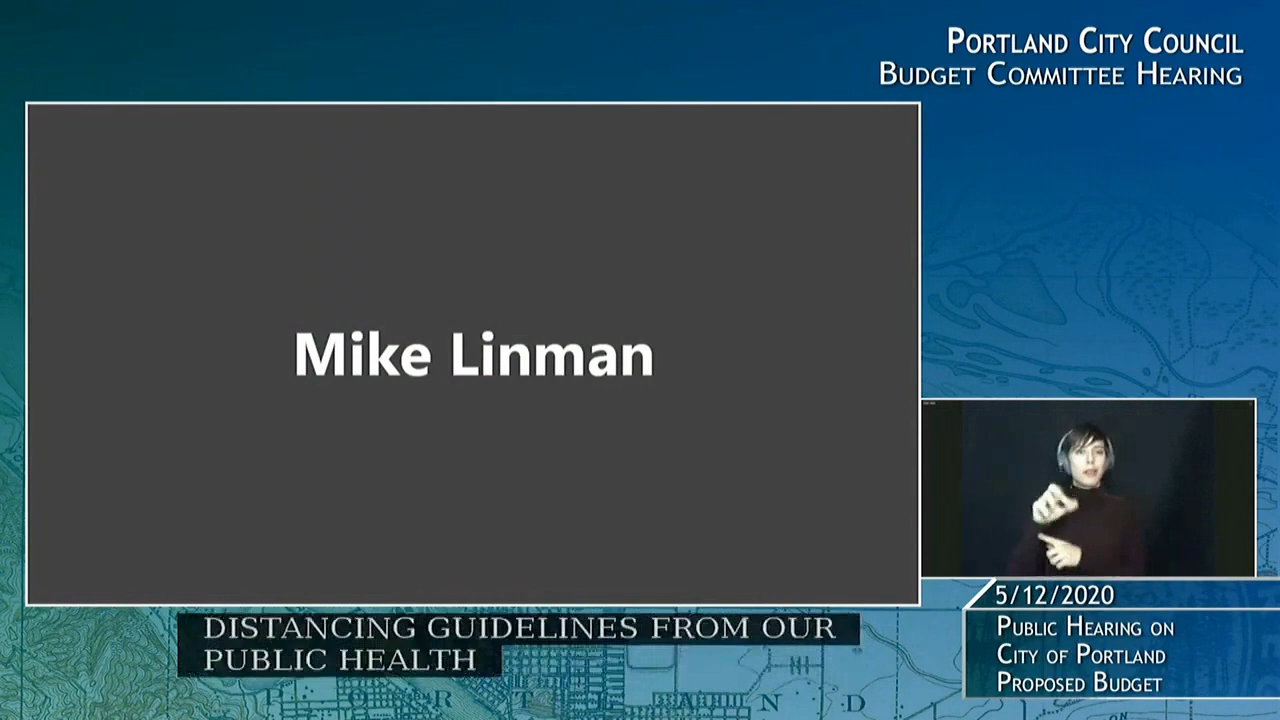 PORTLAND CITY COUNCIL
BUDGET COMMITTEE HEARING
Mike Linman
5/12/2020
PUBLIC HEARING ON
CITY OF PORTLAND
PROPOSED BUDGET
DISTANCING GUIDELINES FROM OUR
PUBLIC HEALTH
P O R T L A N D